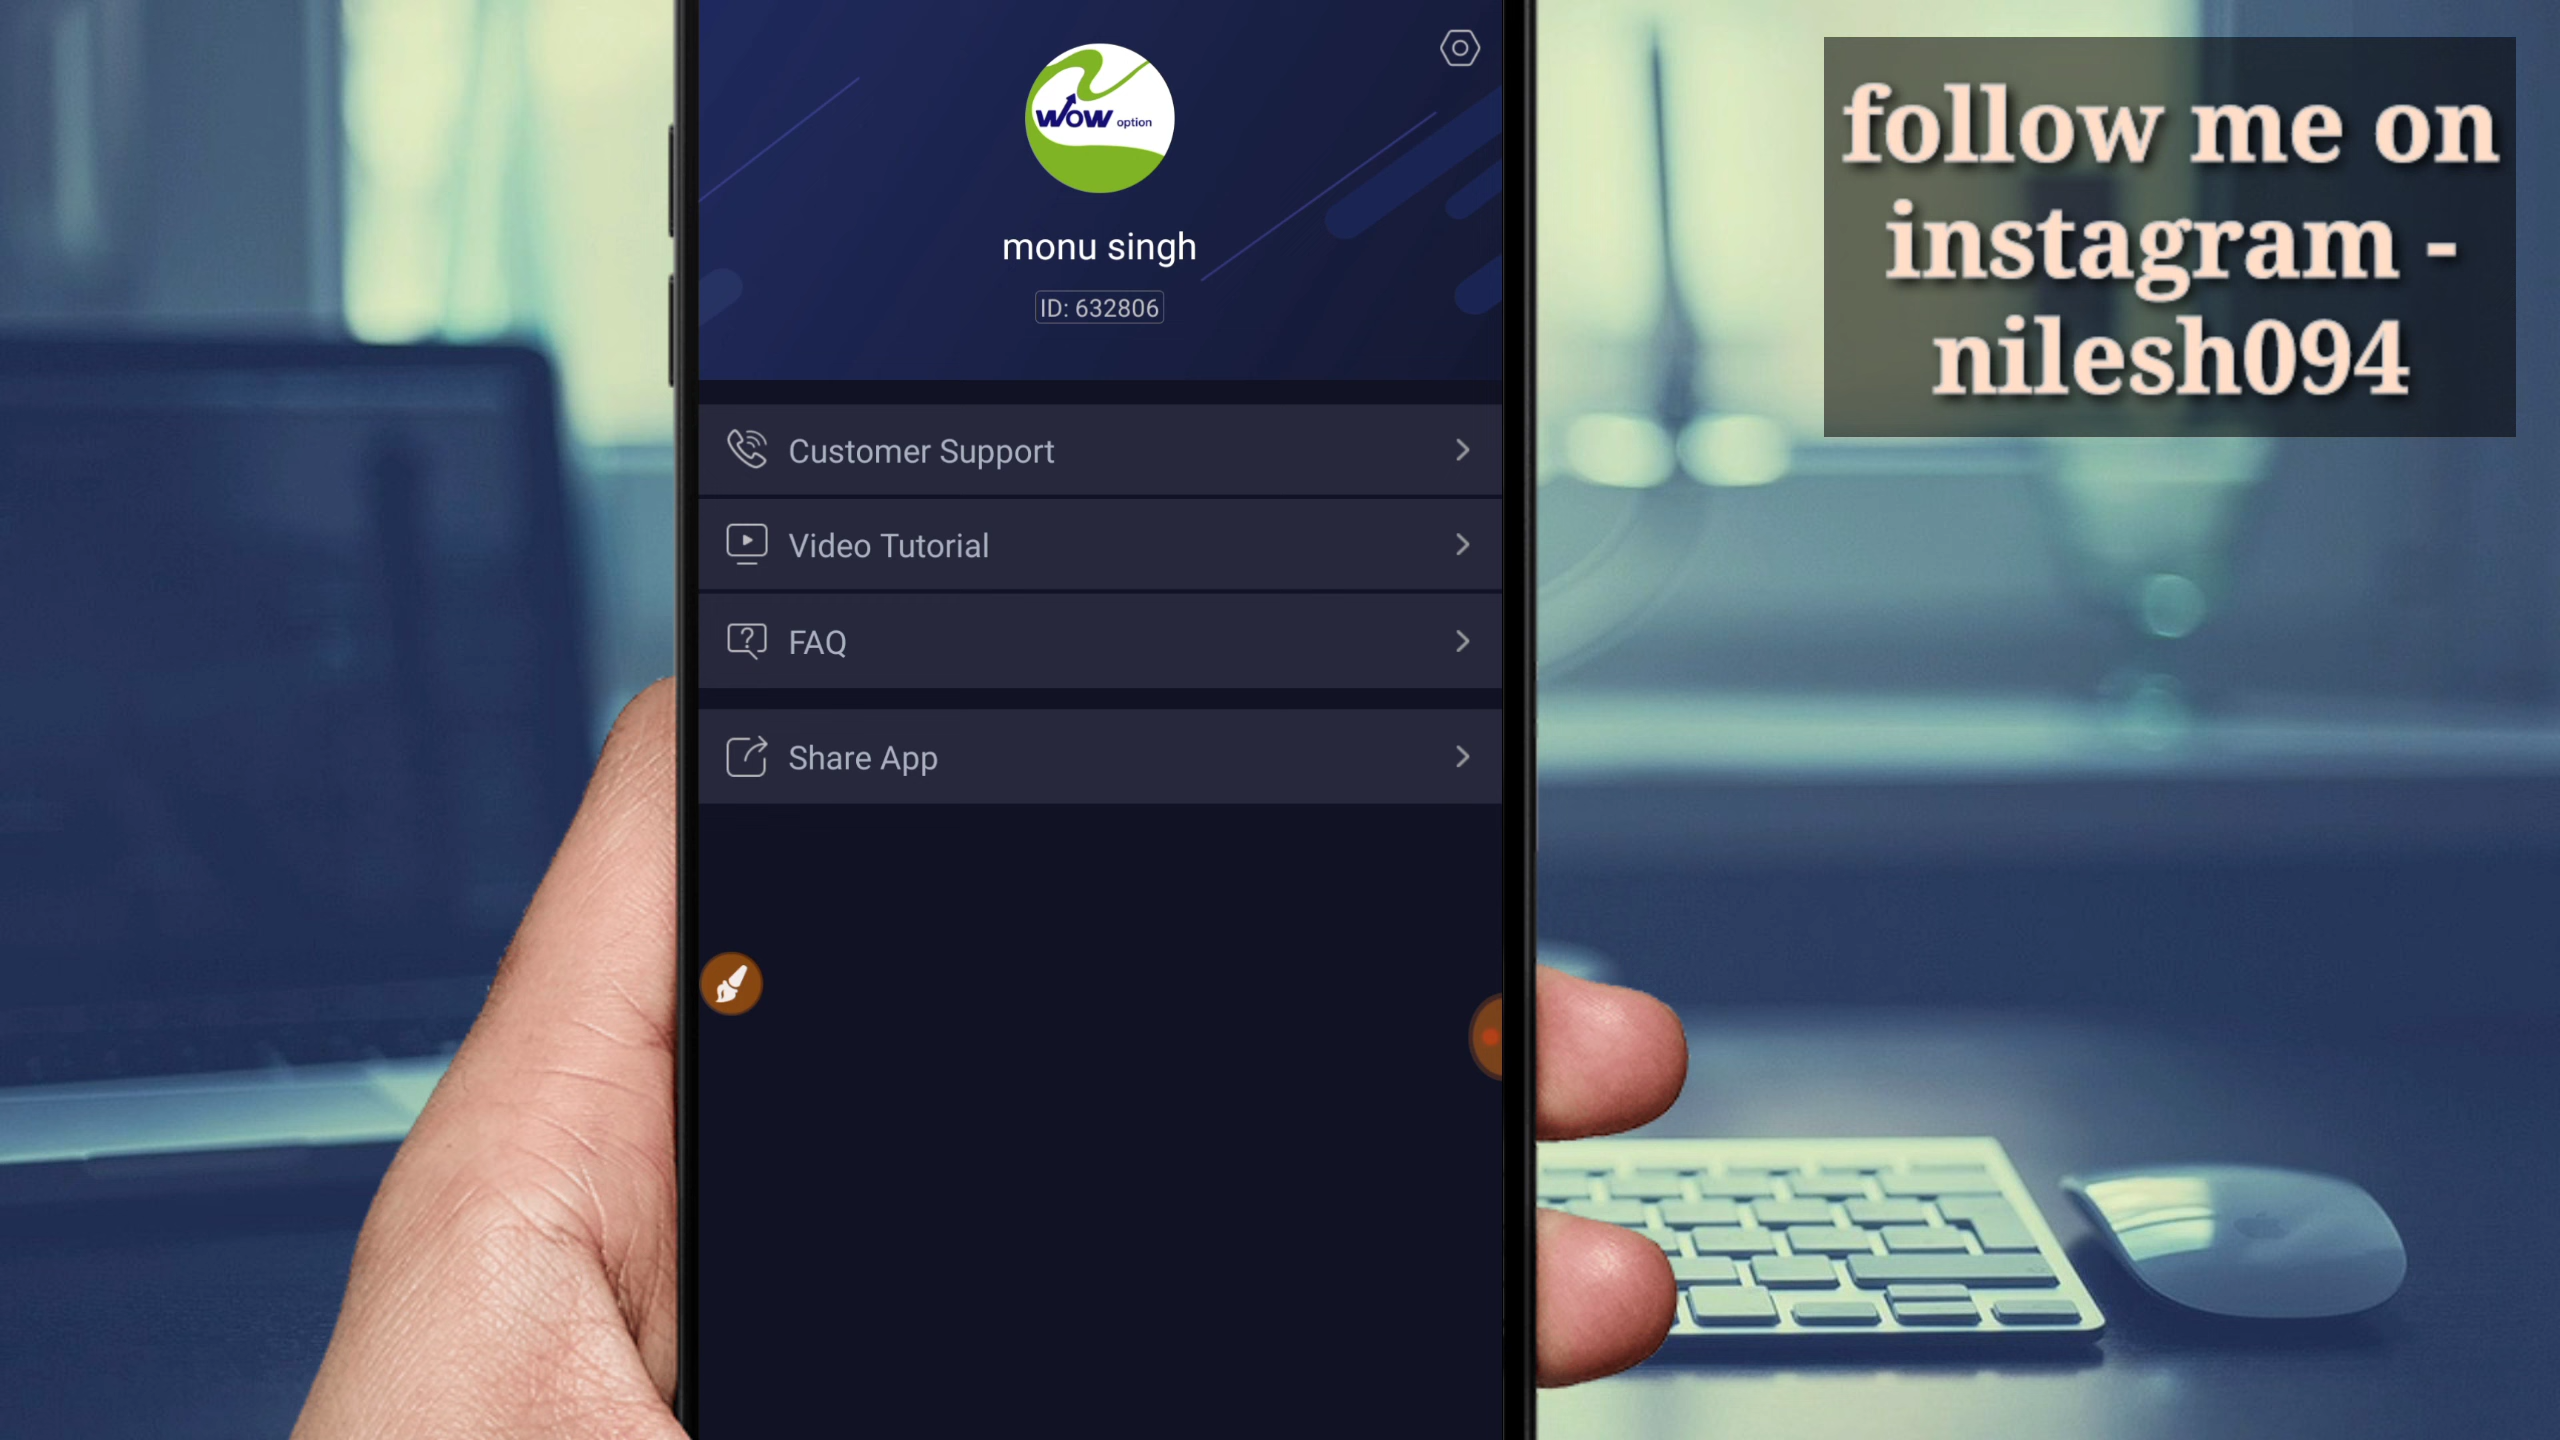 wow option
monu singh
ID: 632806
Customer Support
Video Tutorial
FAQ
Share App
follow me on
instagram -
nilesh094